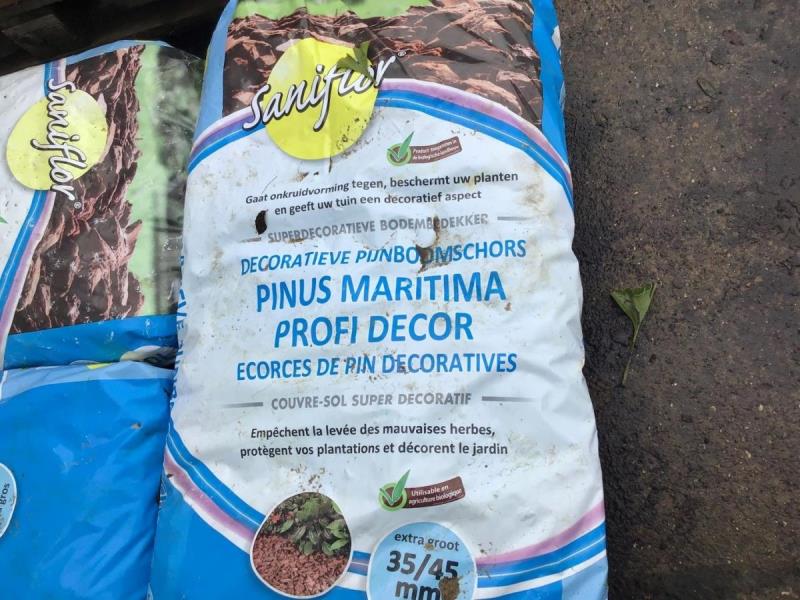 Saniflor®
Saniflor®
Gaat onkruidvorming tegen, beschermt uw planten
en geeft uw tuin een decoratief aspect
SUPERDECORATIEVE BODEMBEDEKKER
DECORATIEVE PIJNBOOMSCHORS
PINUS MARITIMA
PROFI DECOR
ECORCES DE PIN DECORATIVES
COUVRE-SOL SUPER DECORATIF
Empêchent la levée des mauvaises herbes,
protègent vos plantations et décorent le jardin
Utilisable en
agriculture biologique
extra groot
35/45
mm